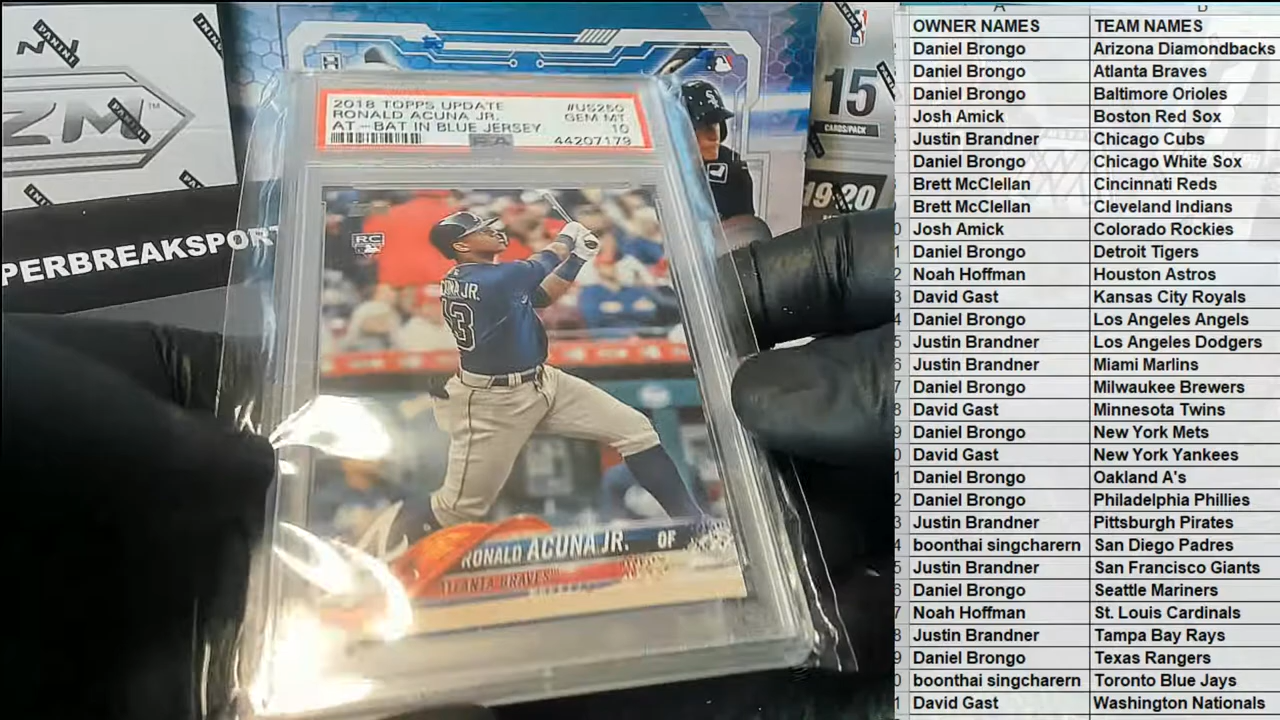 PANINI
PANINI
PANINI
ZM™
PERBREAKSPORT
15
CARDS/PACK
19-20
2018 TOPPS UPDATE #US250
RONALD ACUNA JR. GEM MT
AT-BAT IN BLUE JERSEY 10
PSA 44207173
RC
ACUNA JR.
13
RONALD ACUNA JR. OF
ATLANTA BRAVES
A B
OWNER NAMES TEAM NAMES
Daniel Brongo Arizona Diamondbacks
Daniel Brongo Atlanta Braves
Daniel Brongo Baltimore Orioles
Josh Amick Boston Red Sox
Justin Brandner Chicago Cubs
Daniel Brongo Chicago White Sox
Brett McClellan Cincinnati Reds
Brett McClellan Cleveland Indians
Josh Amick Colorado Rockies
Daniel Brongo Detroit Tigers
Noah Hoffman Houston Astros
David Gast Kansas City Royals
Daniel Brongo Los Angeles Angels
Justin Brandner Los Angeles Dodgers
Justin Brandner Miami Marlins
Daniel Brongo Milwaukee Brewers
David Gast Minnesota Twins
Daniel Brongo New York Mets
David Gast New York Yankees
Daniel Brongo Oakland A's
Daniel Brongo Philadelphia Phillies
Justin Brandner Pittsburgh Pirates
boonthai singcharern San Diego Padres
Justin Brandner San Francisco Giants
Daniel Brongo Seattle Mariners
Noah Hoffman St. Louis Cardinals
Justin Brandner Tampa Bay Rays
Daniel Brongo Texas Rangers
boonthai singcharern Toronto Blue Jays
David Gast Washington Nationals